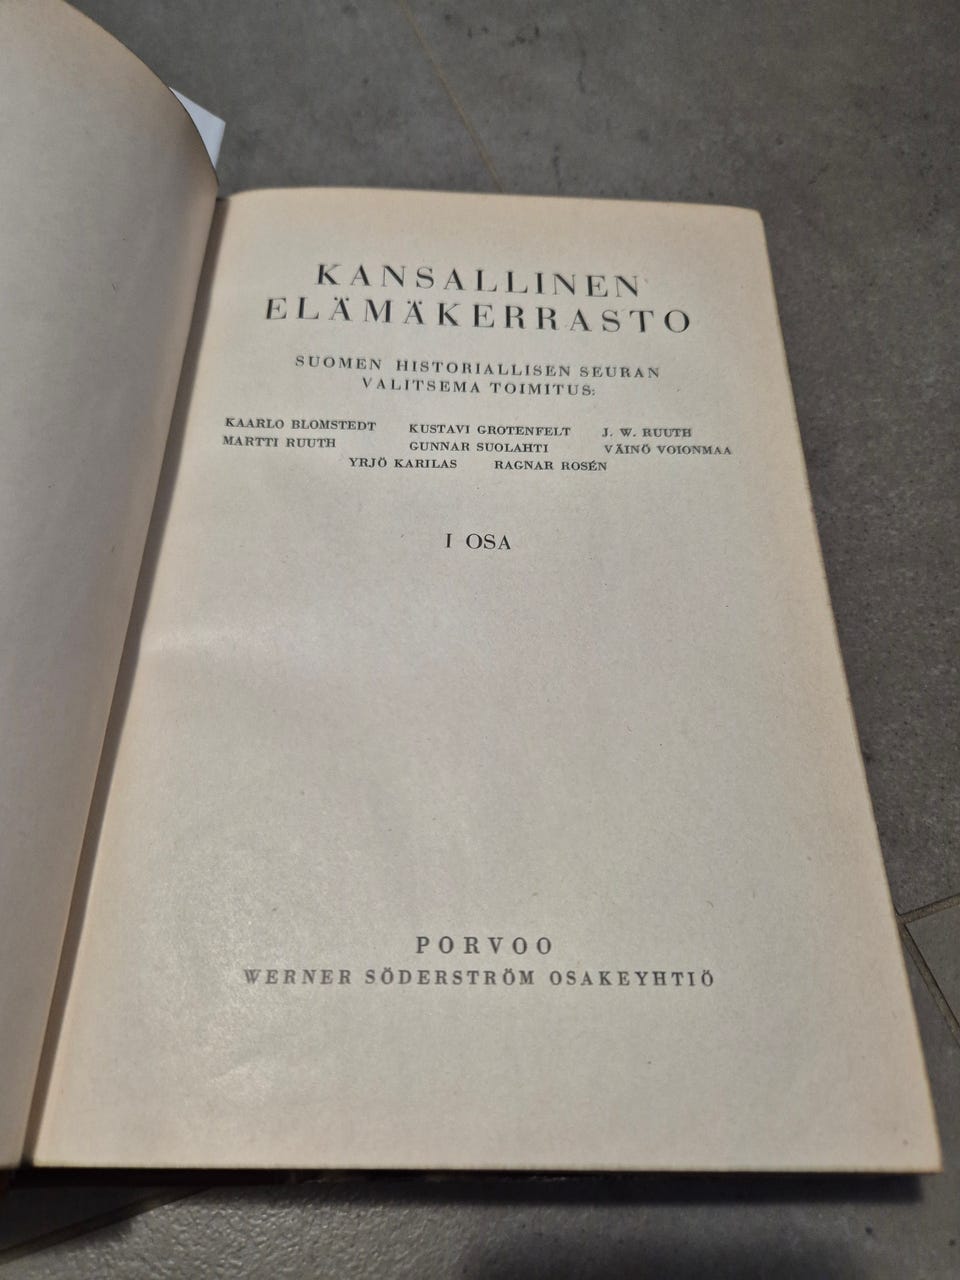 KANSALLINEN
ELÄMÄKERRASTO
SUOMEN HISTORIALLISEN SEURAN
VALITSEMA TOIMITUS:
KAARLO BLOMSTEDT KUSTAVI GROTENFELT J. W. RUUTH
MARTTI RUUTH GUNNAR SUOLAHTI VÄINÖ VOIONMAA
YRJÖ KARILAS RAGNAR ROSÉN
I OSA
PORVOO
WERNER SÖDERSTRÖM OSAKEYHTIÖ